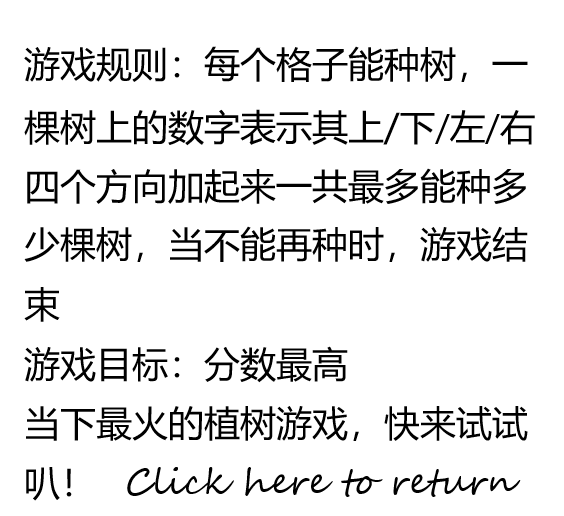 游戏规则：每个格子能种树，一
棵树上的数字表示其上/下/左/右
四个方向加起来一共最多能种多
少棵树，当不能再种时，游戏结
束
游戏目标：分数最高
当下最火的植树游戏，快来试试
叭！ Click here to return